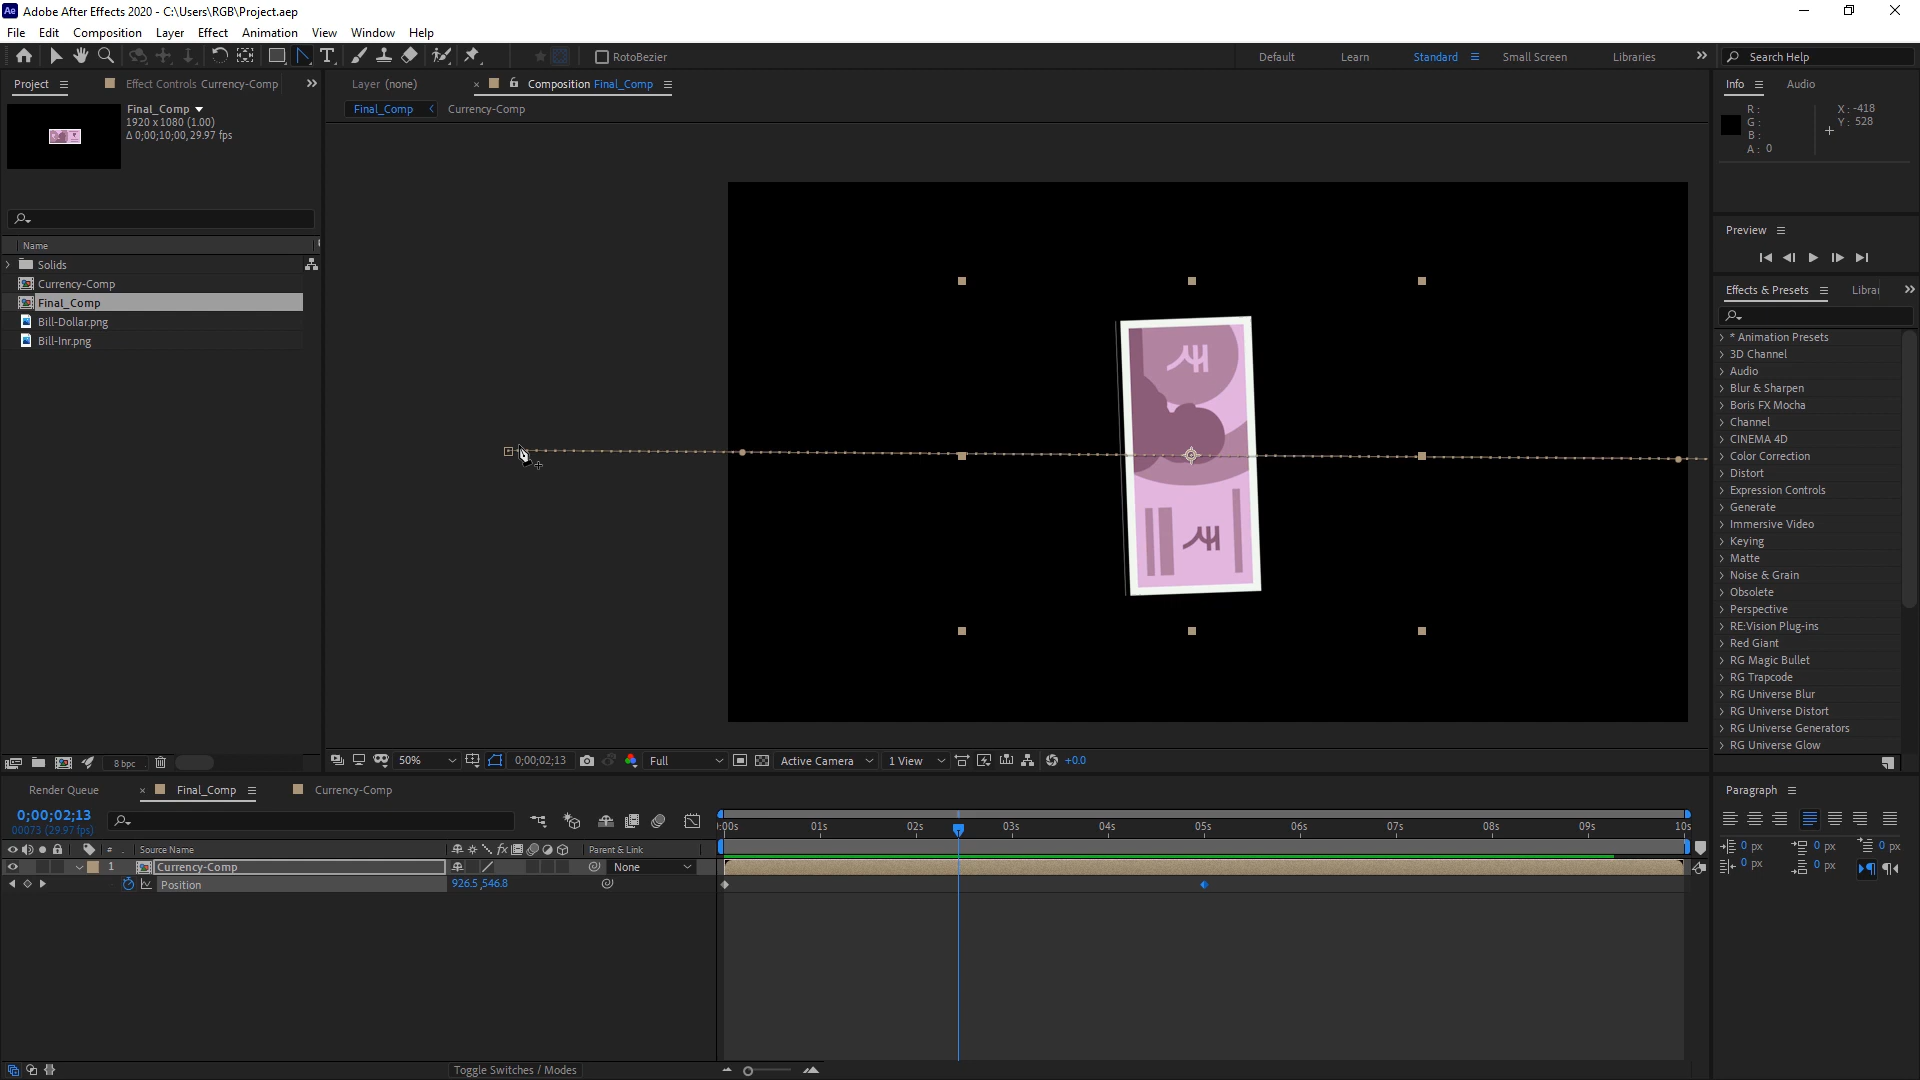 Ae Adobe After Effects 2020 - C:\Users\RGB\Project.aep
File Edit Composition Layer Effect Animation View Window Help
RotoBezier Default Learn Standard Small Screen Libraries Search Help
Project Effect Controls Currency-Comp Layer (none) Composition Final_Comp Info Audio
Final_Comp 1920 x 1080 (1.00) Δ 0;00;10;00, 29.97 fps
Final_Comp Currency-Comp
R: G: B: A: 0 X: -418 Y: 528
Preview
Name
Solids
Currency-Comp
Final_Comp
Bill-Dollar.png
Bill-Inr.png
Effects & Presets Librar
* Animation Presets
3D Channel
Audio
Blur & Sharpen
Boris FX Mocha
Channel
CINEMA 4D
Color Correction
Distort
Expression Controls
Generate
Immersive Video
Keying
Matte
Noise & Grain
Obsolete
Perspective
RE:Vision Plug-ins
Red Giant
RG Magic Bullet
RG Trapcode
RG Universe Blur
RG Universe Distort
RG Universe Generators
RG Universe Glow
8 bpc 50% 0;00;02;13 Full Active Camera 1 View +0.0
Render Queue Final_Comp Currency-Comp
0;00;02;13
00073 (29.97 fps)
:00s 01s 02s 03s 04s 05s 06s 07s 08s 09s 10s
# Source Name fx Parent & Link
1 Currency-Comp None
Position 926.5,546.8
Toggle Switches / Modes
Paragraph
0 px 0 px 0 px
0 px 0 px